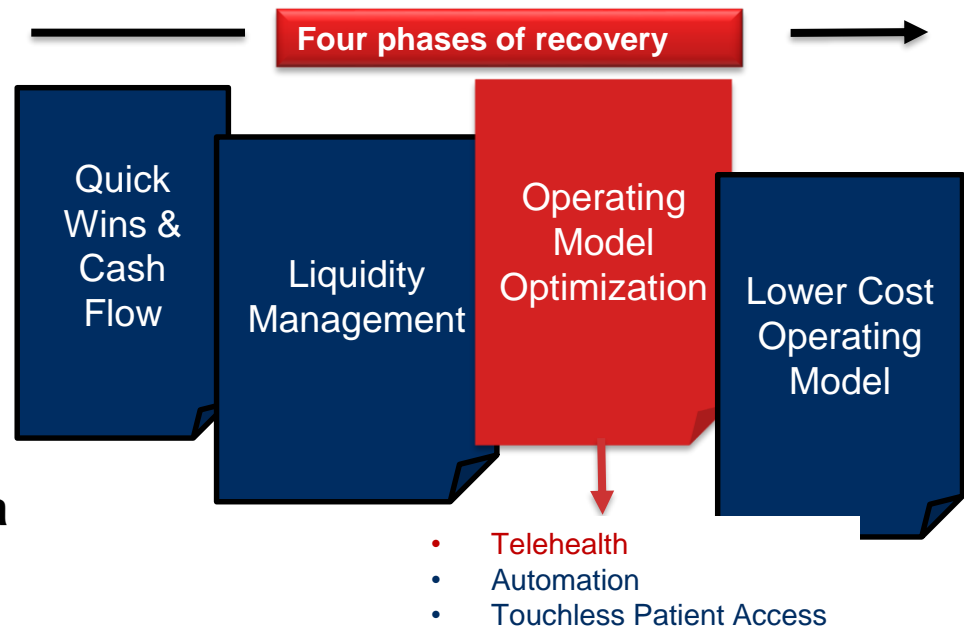 Four phases of recovery
Quick
Wins &
Cash
Flow
Liquidity
Management
Operating
Model
Optimization
Lower Cost
Operating
Model
• Telehealth
• Automation
• Touchless Patient Access